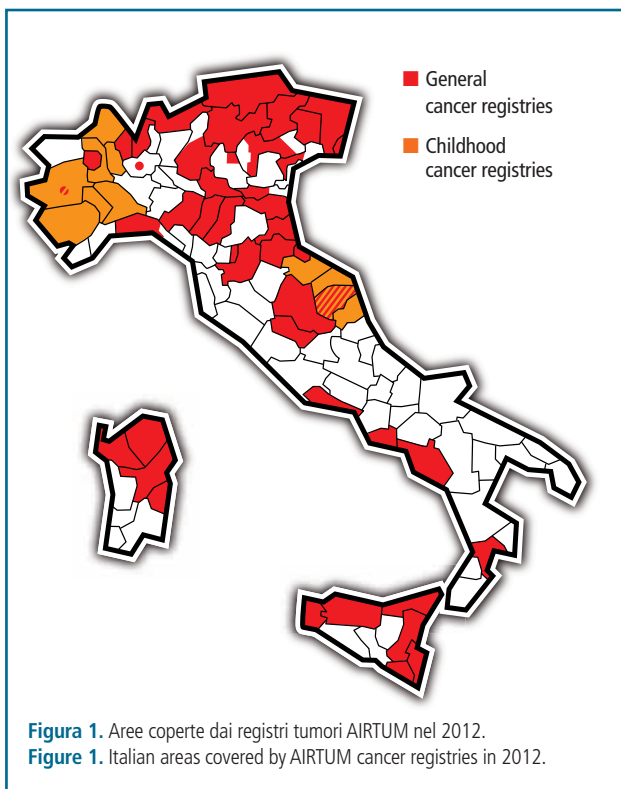 General
cancer registries
Childhood
cancer registries
Figura 1. Aree coperte dai registri tumori AIRTUM nel 2012.
Figure 1. Italian areas covered by AIRTUM cancer registries in 2012.